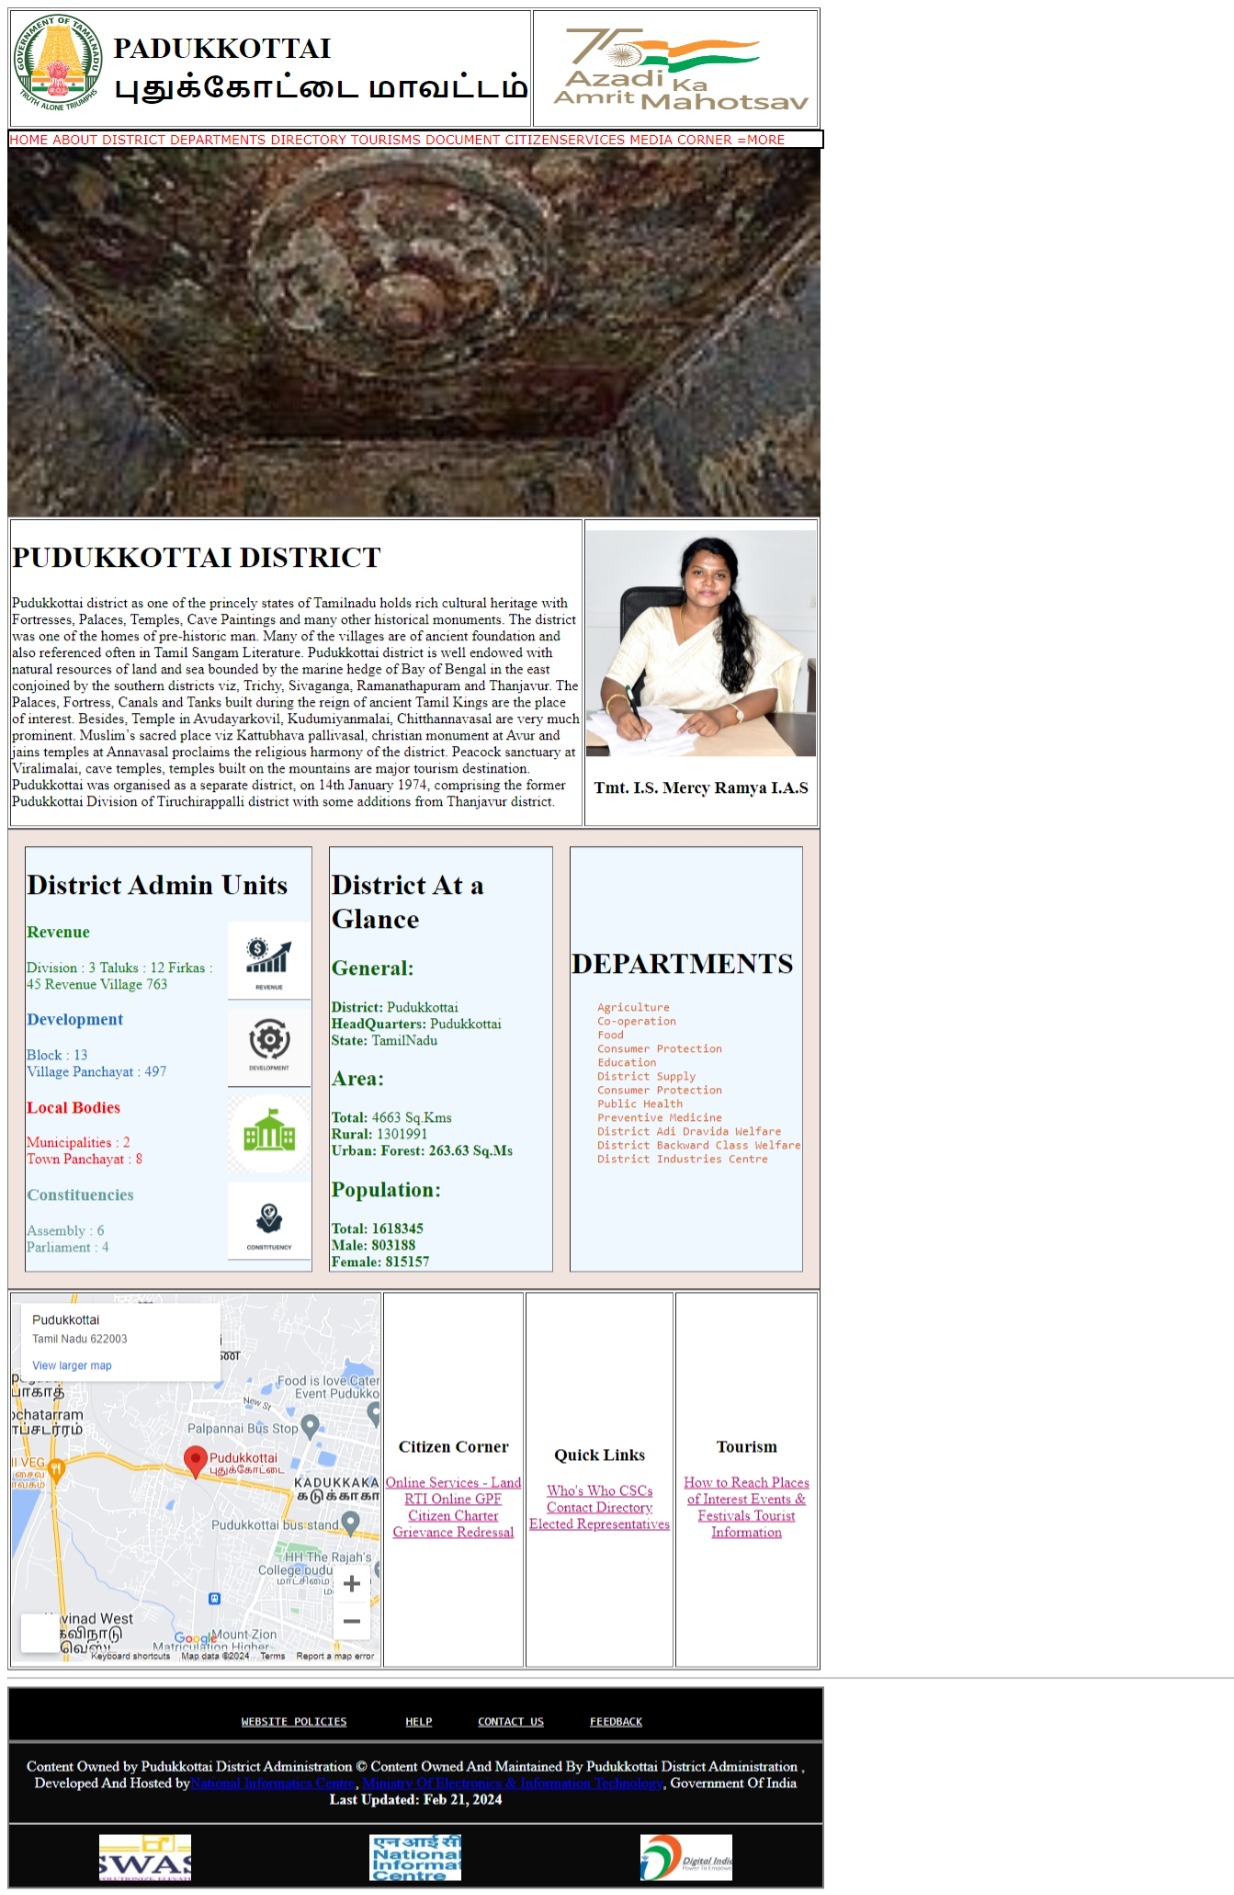 GOVERNMENT OF TAMILNADU
TRUTH ALONE TRIUMPHS
PADUKKOTTAI
புதுக்கோட்டை மாவட்டம்
75
Azadi Ka
Amrit Mahotsav
HOME ABOUT DISTRICT DEPARTMENTS DIRECTORY TOURISMS DOCUMENT CITIZENSERVICES MEDIA CORNER =MORE
PUDUKKOTTAI DISTRICT
Pudukkottai district as one of the princely states of Tamilnadu holds rich cultural heritage with
Fortresses, Palaces, Temples, Cave Paintings and many other historical monuments. The district
was one of the homes of pre-historic man. Many of the villages are of ancient foundation and
also referenced often in Tamil Sangam Literature. Pudukkottai district is well endowed with
natural resources of land and sea bounded by the marine hedge of Bay of Bengal in the east
conjoined by the southern districts viz, Trichy, Sivaganga, Ramanathapuram and Thanjavur. The
Palaces, Fortress, Canals and Tanks built during the reign of ancient Tamil Kings are the place
of interest. Besides, Temple in Avudayarkovil, Kudumiyanmalai, Chitthannavasal are very much
prominent. Muslim's sacred place viz Kattubhava pallivasal, christian monument at Avur and
jains temples at Annavasal proclaims the religious harmony of the district. Peacock sanctuary at
Viralimalai, cave temples, temples built on the mountains are major tourism destination.
Pudukkottai was organised as a separate district, on 14th January 1974, comprising the former
Pudukkottai Division of Tiruchirappalli district with some additions from Thanjavur district.
Tmt. I.S. Mercy Ramya I.A.S
District Admin Units
Revenue
Division : 3 Taluks : 12 Firkas :
45 Revenue Village 763
REVENUE
Development
Block : 13
Village Panchayat : 497
DEVELOPMENT
Local Bodies
Municipalities : 2
Town Panchayat : 8
Constituencies
Assembly : 6
Parliament : 4
CONSTITUENCY
District At a
Glance
General:
District: Pudukkottai
HeadQuarters: Pudukkottai
State: TamilNadu
Area:
Total: 4663 Sq.Kms
Rural: 1301991
Urban: Forest: 263.63 Sq.Ms
Population:
Total: 1618345
Male: 803188
Female: 815157
DEPARTMENTS
Agriculture
Co-operation
Food
Consumer Protection
Education
District Supply
Consumer Protection
Public Health
Preventive Medicine
District Adi Dravida Welfare
District Backward Class Welfare
District Industries Centre
Pudukkottai
Tamil Nadu 622003
View larger map
Food is love Cater
Event Pudukko
New St
Palpannai Bus Stop
Pudukkottai
புதுக்கோட்டை
KADUKKAKA
கடுக்காகா
Pudukkottai bus stand
HH The Rajah's
College pudu
vinad West
Mount Zion
Matriculation Higher
Google
Keyboard shortcuts Map data ©2024 Terms Report a map error
Citizen Corner
Online Services - Land
RTI Online GPF
Citizen Charter
Grievance Redressal
Quick Links
Who's Who CSCs
Contact Directory
Elected Representatives
Tourism
How to Reach Places
of Interest Events &
Festivals Tourist
Information
WEBSITE POLICIES HELP CONTACT US FEEDBACK
Content Owned by Pudukkottai District Administration © Content Owned And Maintained By Pudukkottai District Administration ,
Developed And Hosted byNational Informatics Centre, Ministry Of Electronics & Information Technology, Government Of India
Last Updated: Feb 21, 2024
SWAS
एन आई सी
National
Informat
Centre
Digital India
Power To Empower